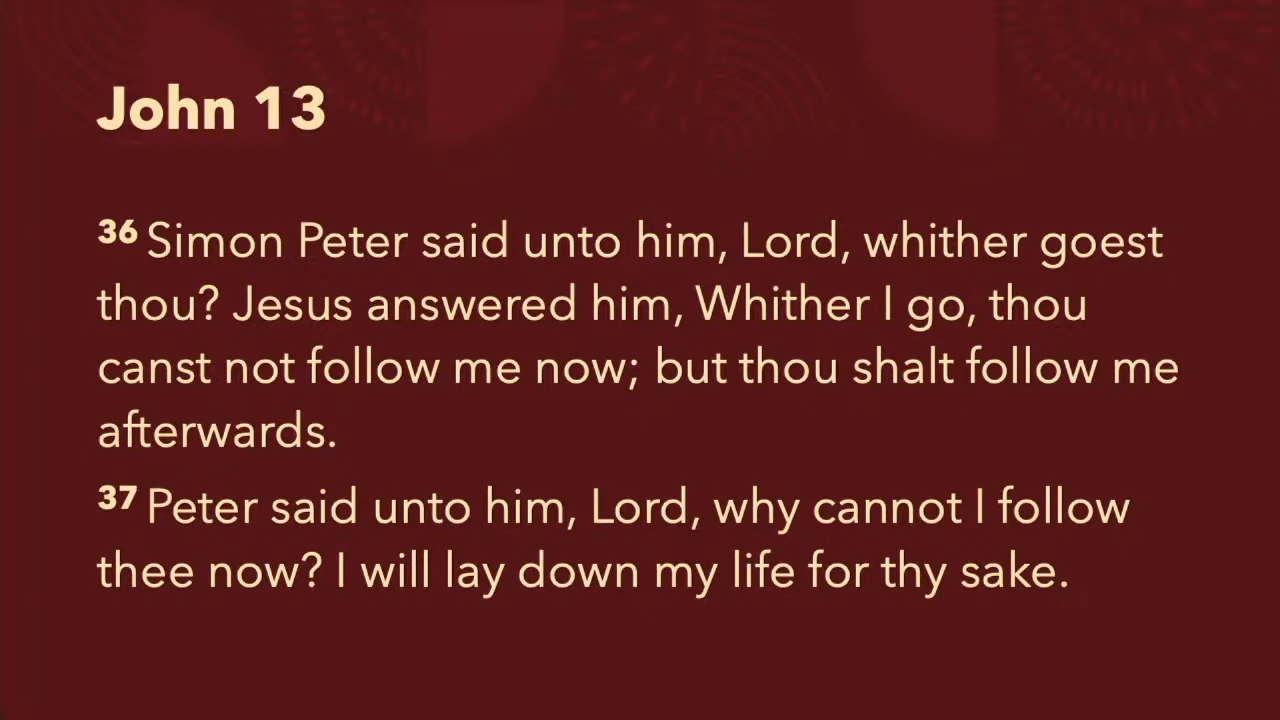 John 13
36 Simon Peter said unto him, Lord, whither goest
thou? Jesus answered him, Whither I go, thou
canst not follow me now; but thou shalt follow me
afterwards.
37 Peter said unto him, Lord, why cannot I follow
thee now? I will lay down my life for thy sake.